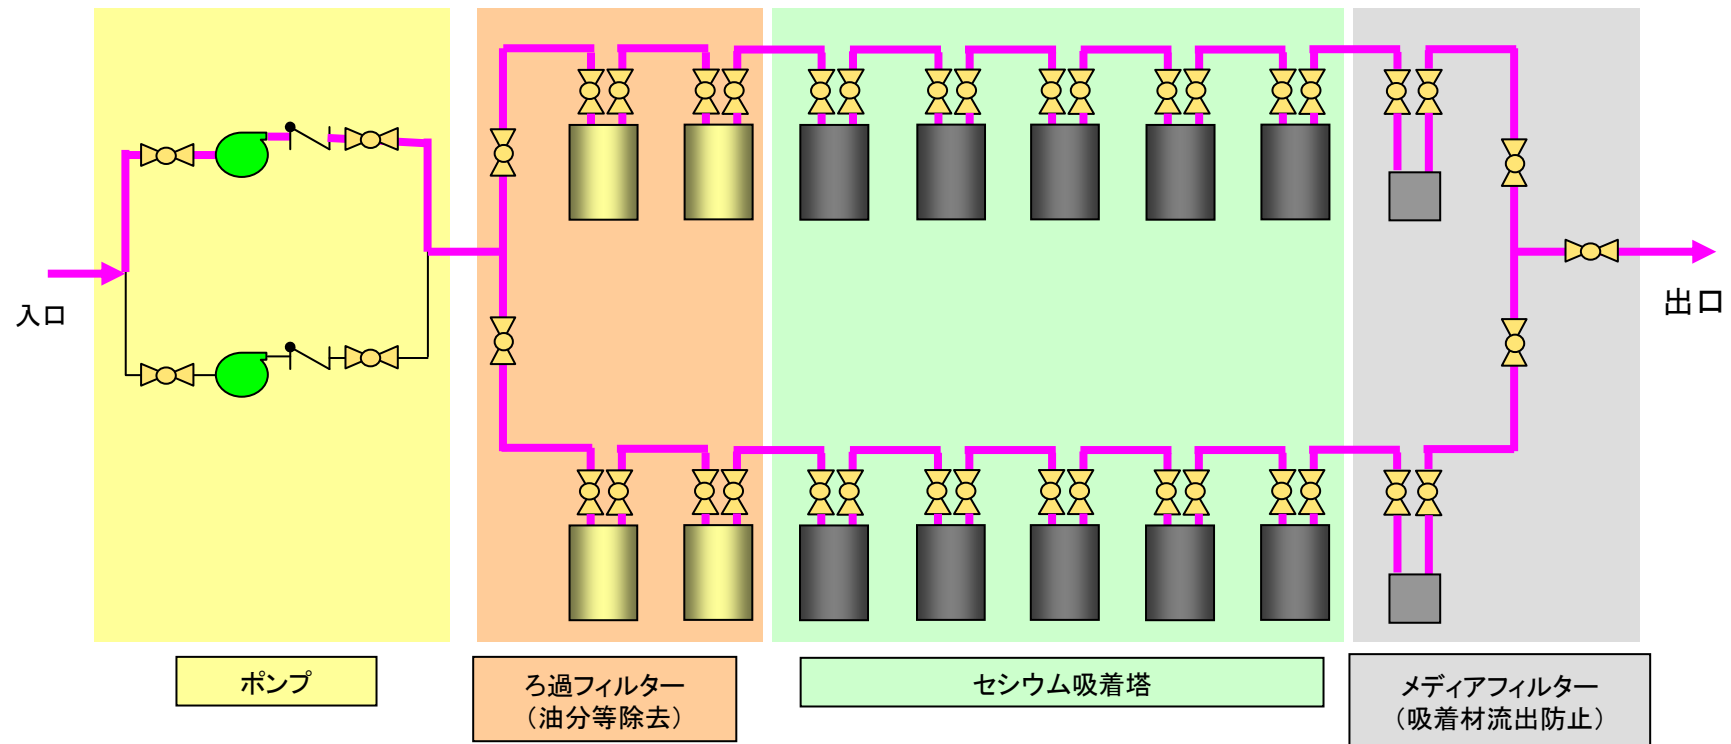 入口
出口
ポンプ
ろ過フィルター
（油分等除去）
セシウム吸着塔
メディアフィルター
（吸着材流出防止）